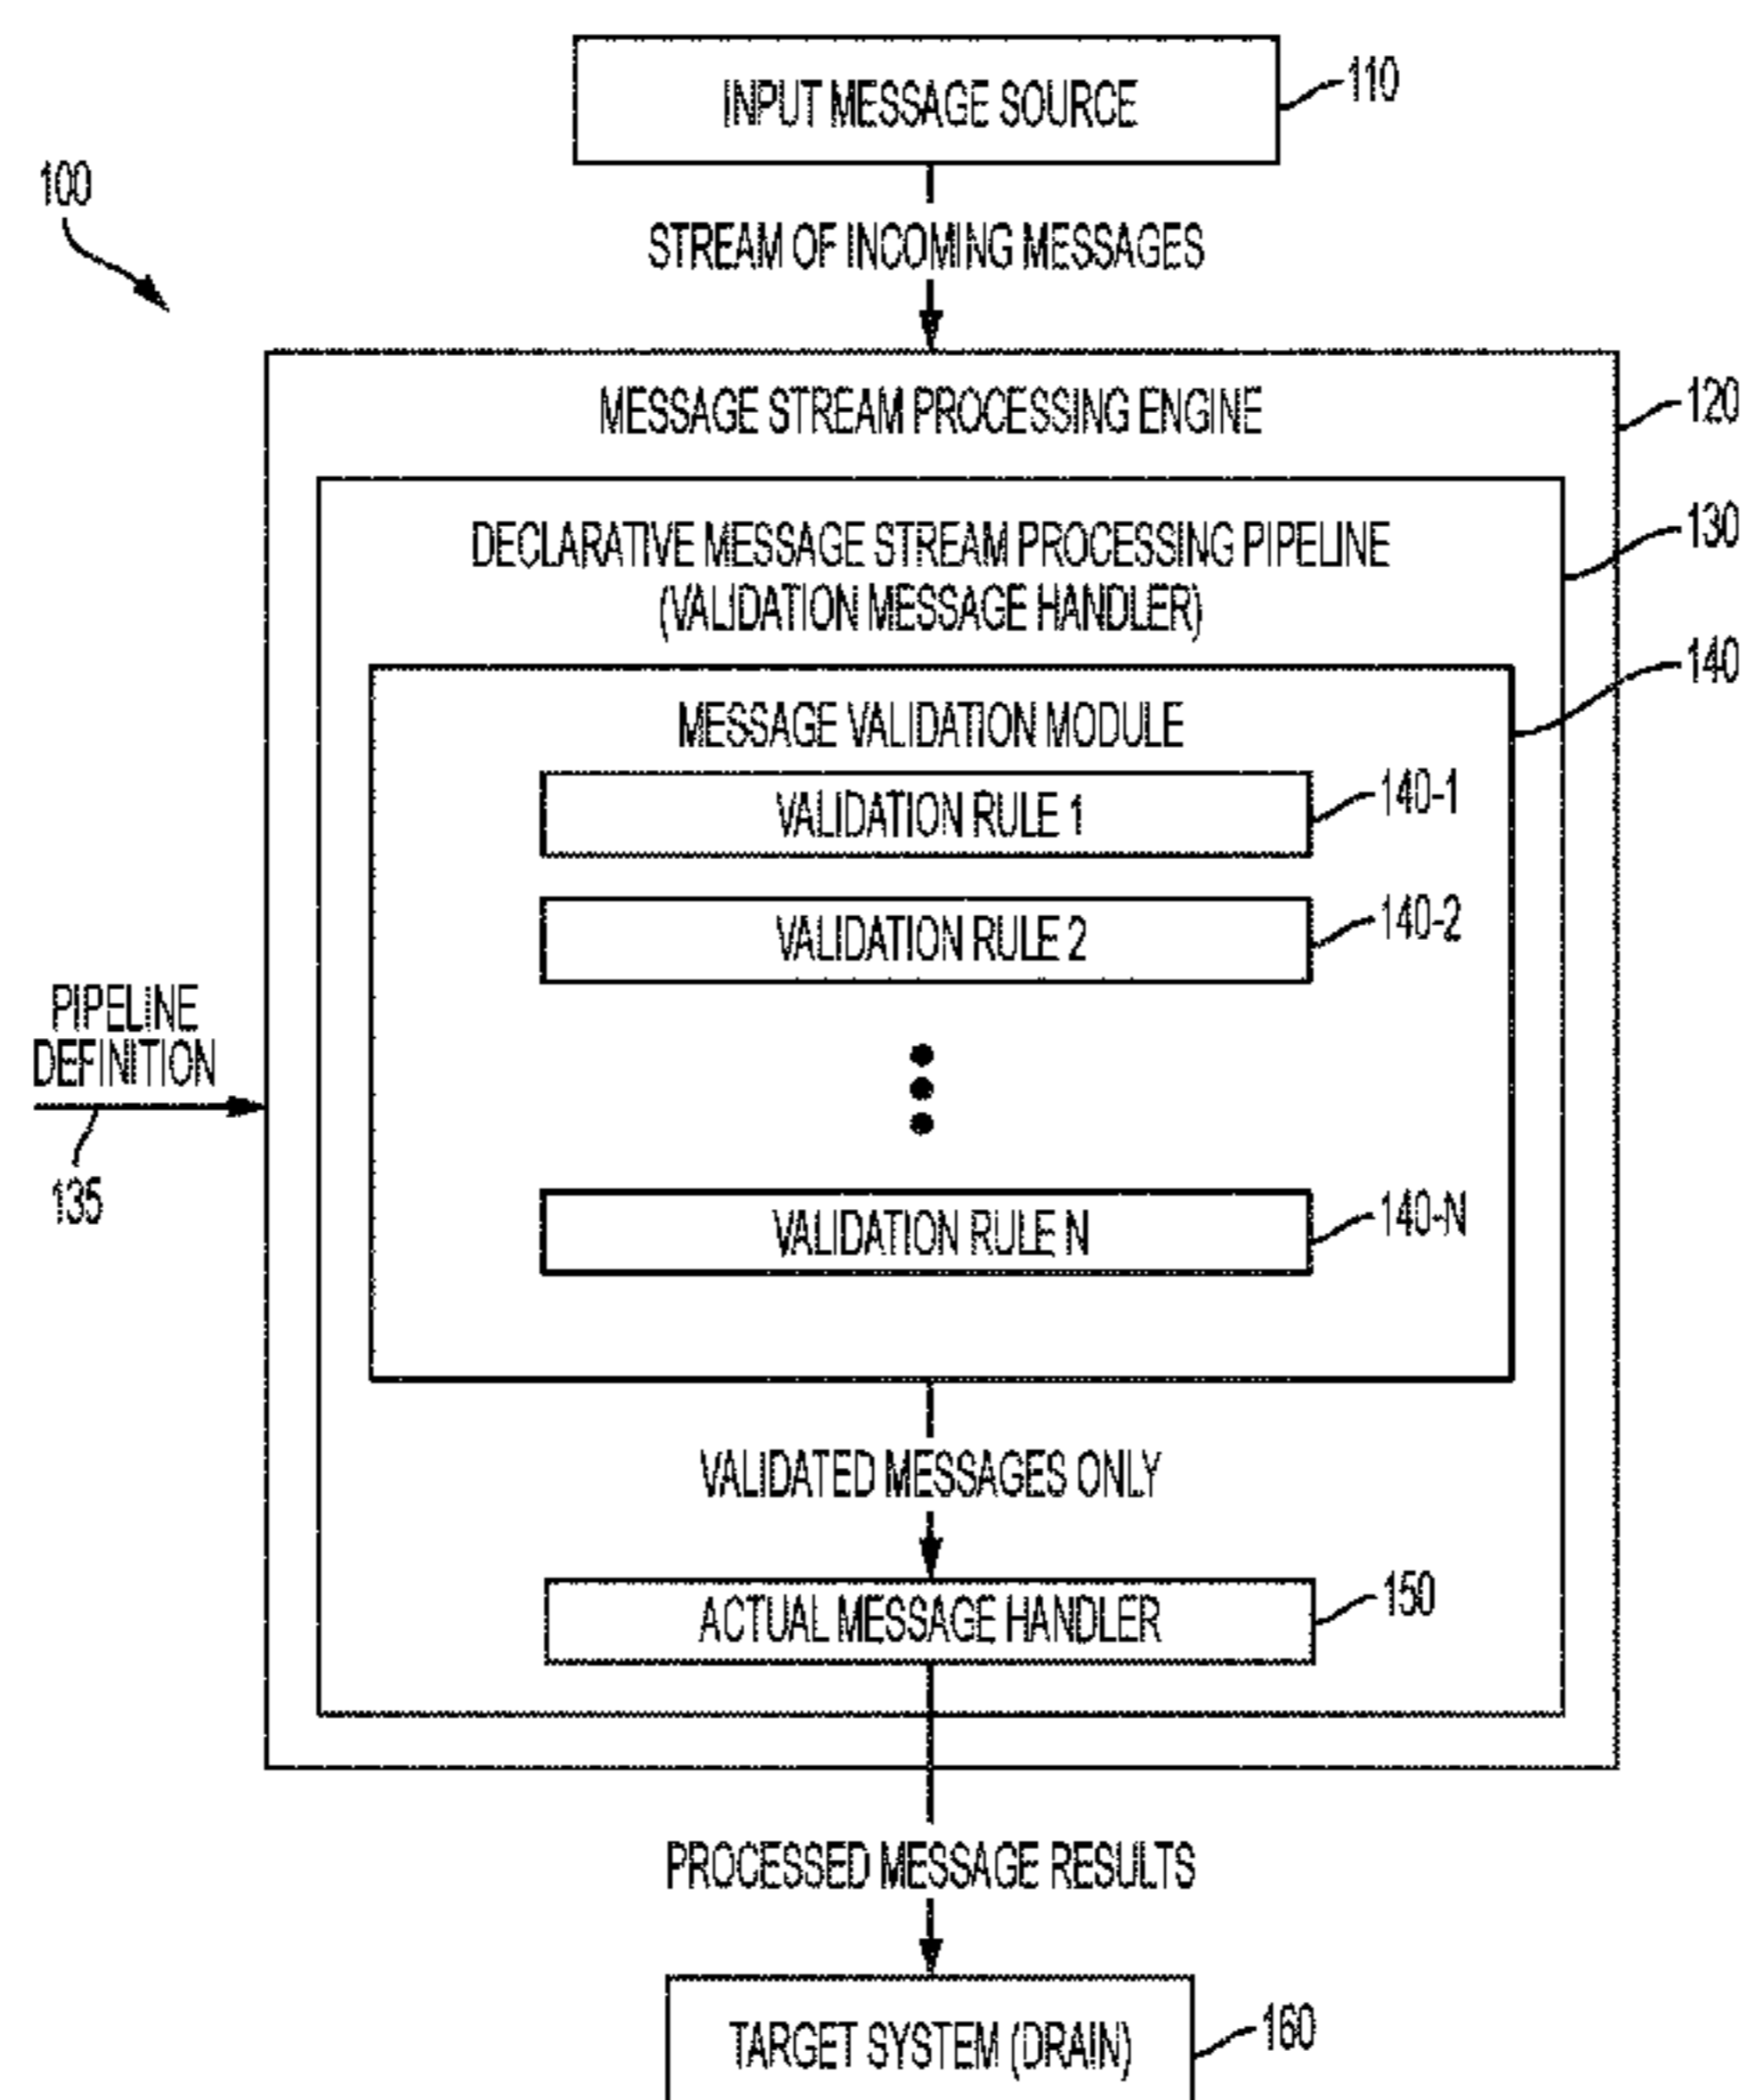 INPUT MESSAGE SOURCE
110
100
STREAM OF INCOMING MESSAGES
MESSAGE STREAM PROCESSING ENGINE
120
DECLARATIVE MESSAGE STREAM PROCESSING PIPELINE
(VALIDATION MESSAGE HANDLER)
130
140
MESSAGE VALIDATION MODULE
VALIDATION RULE 1
140-1
VALIDATION RULE 2
140-2
PIPELINE
DEFINITION
135
VALIDATION RULE N
140-N
VALIDATED MESSAGES ONLY
ACTUAL MESSAGE HANDLER
150
PROCESSED MESSAGE RESULTS
TARGET SYSTEM (DRAIN)
160